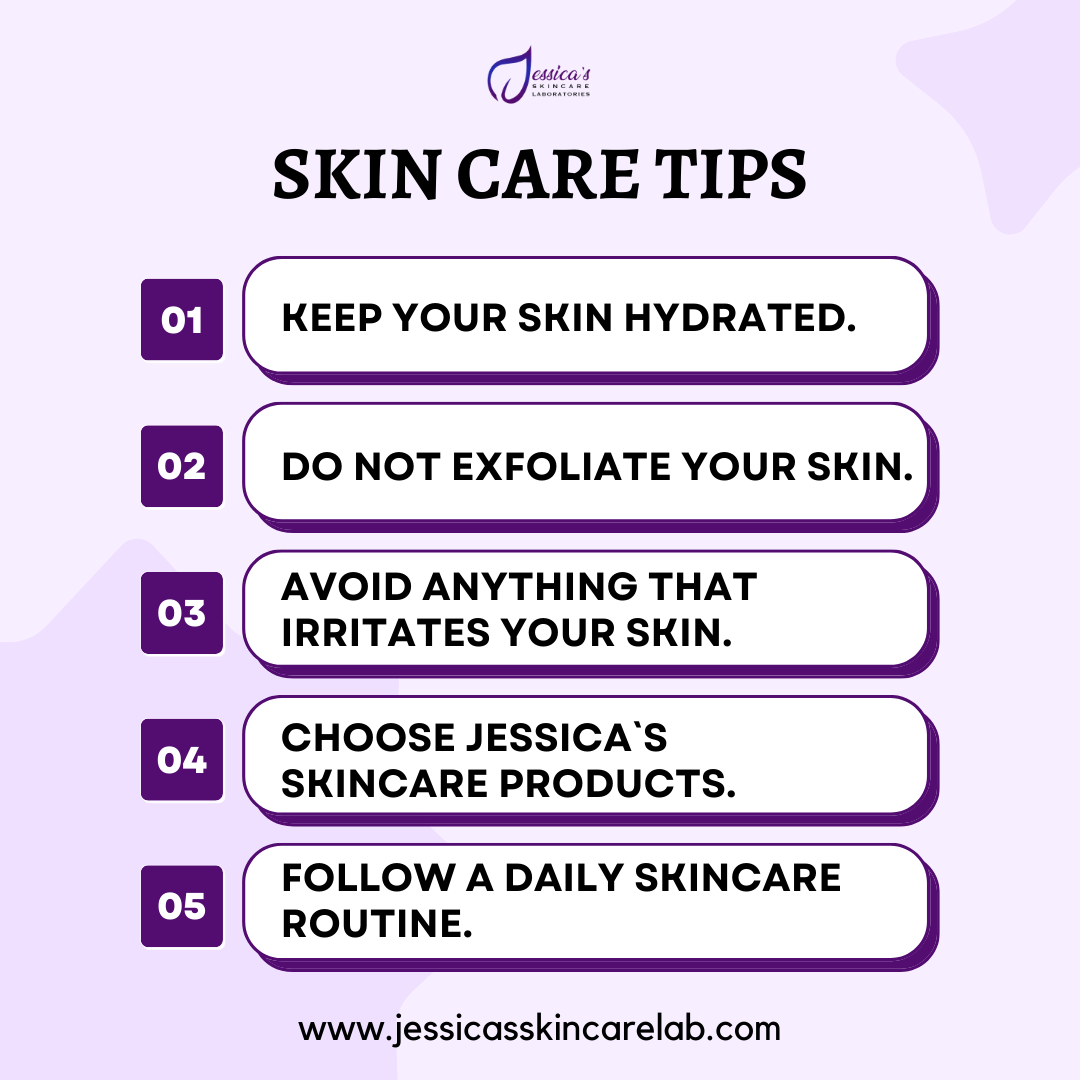 Jessica`s
SKINCARE
LABORATORIES
SKIN CARE TIPS
01
KEEP YOUR SKIN HYDRATED.
02
DO NOT EXFOLIATE YOUR SKIN.
03
AVOID ANYTHING THAT
IRRITATES YOUR SKIN.
04
CHOOSE JESSICA`S
SKINCARE PRODUCTS.
05
FOLLOW A DAILY SKINCARE
ROUTINE.
www.jessicasskincarelab.com